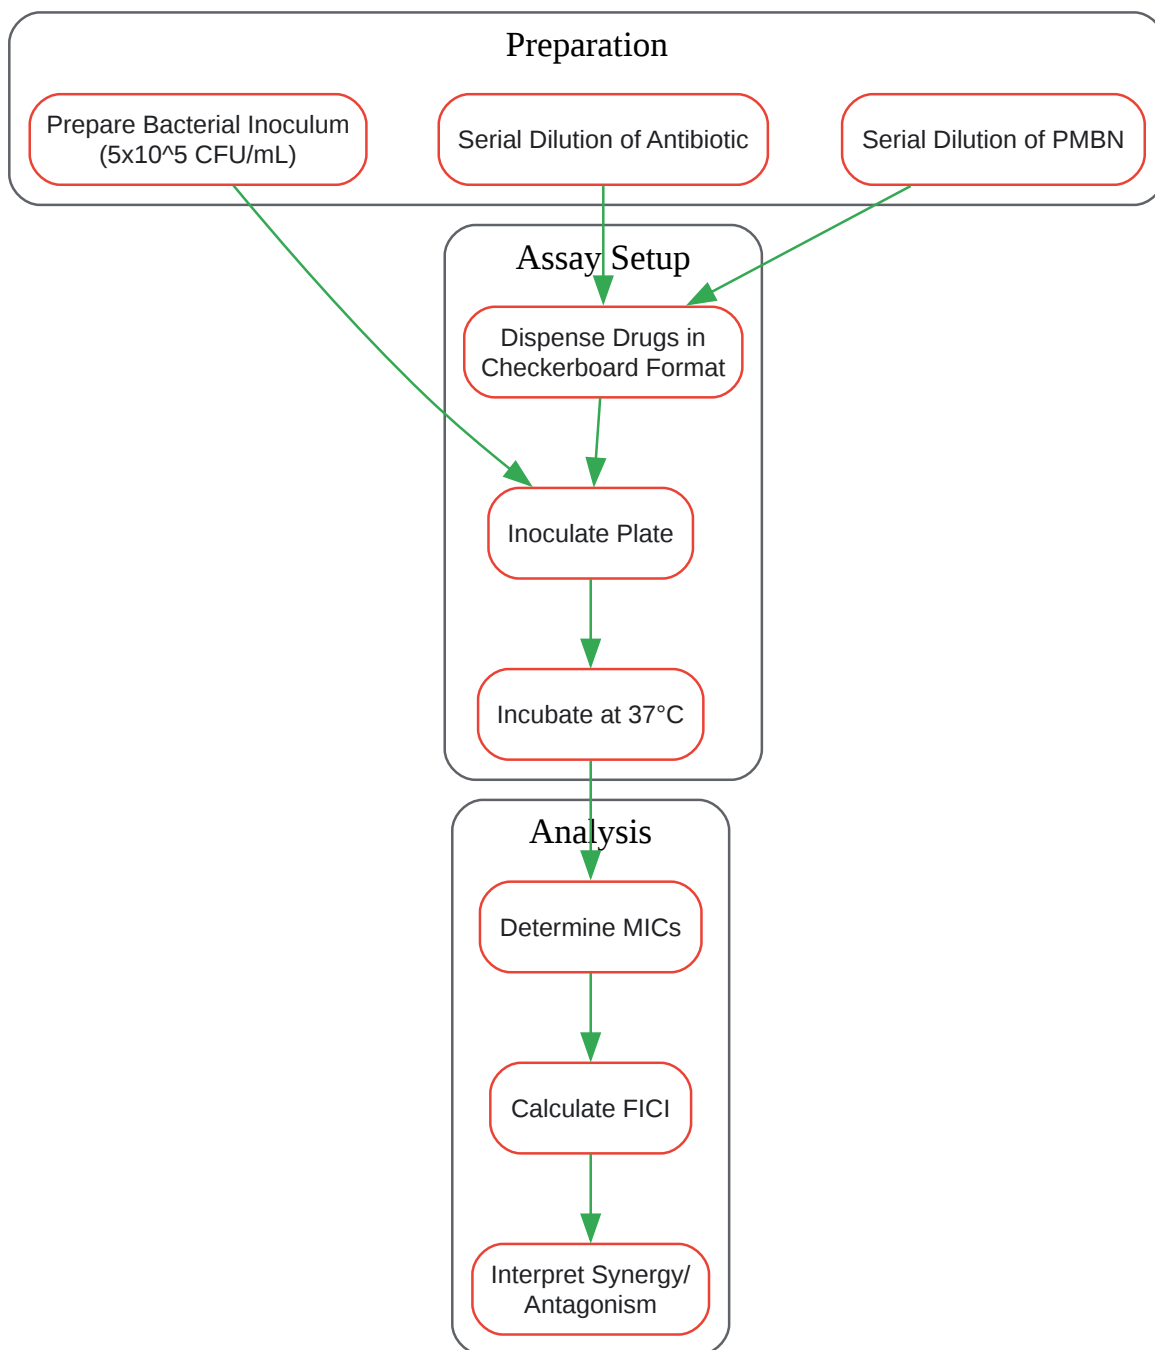 Preparation
Prepare Bacterial Inoculum
(5x10^5 CFU/mL)
Serial Dilution of Antibiotic
Serial Dilution of PMBN
Assay Setup
Dispense Drugs in
Checkerboard Format
Inoculate Plate
Incubate at 37°C
Analysis
Determine MICs
Calculate FICI
Interpret Synergy/
Antagonism